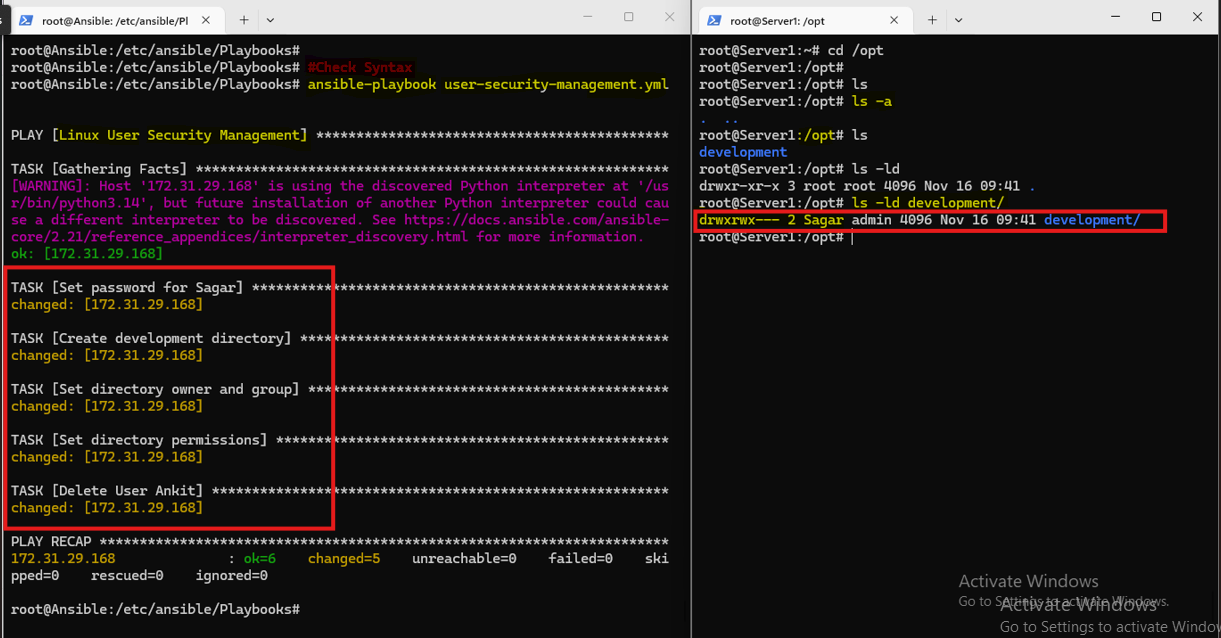 root@Ansible: /etc/ansible/Pl
root@Ansible:/etc/ansible/Playbooks#
root@Ansible:/etc/ansible/Playbooks# #Check Syntax
root@Ansible:/etc/ansible/Playbooks# ansible-playbook user-security-management.yml
PLAY [Linux User Security Management] ********************************************
TASK [Gathering Facts] ***********************************************************
[WARNING]: Host '172.31.29.168' is using the discovered Python interpreter at '/us
r/bin/python3.14', but future installation of another Python interpreter could cau
se a different interpreter to be discovered. See https://docs.ansible.com/ansible-
core/2.21/reference_appendices/interpreter_discovery.html for more information.
ok: [172.31.29.168]
TASK [Set password for Sagar] ****************************************************
changed: [172.31.29.168]
TASK [Create development directory] **********************************************
changed: [172.31.29.168]
TASK [Set directory owner and group] *********************************************
changed: [172.31.29.168]
TASK [Set directory permissions] *************************************************
changed: [172.31.29.168]
TASK [Delete User Ankit] *********************************************************
changed: [172.31.29.168]
PLAY RECAP ***********************************************************************
172.31.29.168 : ok=6 changed=5 unreachable=0 failed=0 ski
pped=0 rescued=0 ignored=0
root@Ansible:/etc/ansible/Playbooks#
root@Server1: /opt
root@Server1:~# cd /opt
root@Server1:/opt#
root@Server1:/opt# ls
root@Server1:/opt# ls -a
. ..
root@Server1:/opt# ls
development
root@Server1:/opt# ls -ld
drwxr-xr-x 3 root root 4096 Nov 16 09:41 .
root@Server1:/opt# ls -ld development/
drwxrwx--- 2 Sagar admin 4096 Nov 16 09:41 development/
root@Server1:/opt#
Activate Windows
Go to Settings to activate Windows.
Activate Windows
Go to Settings to activate Windo